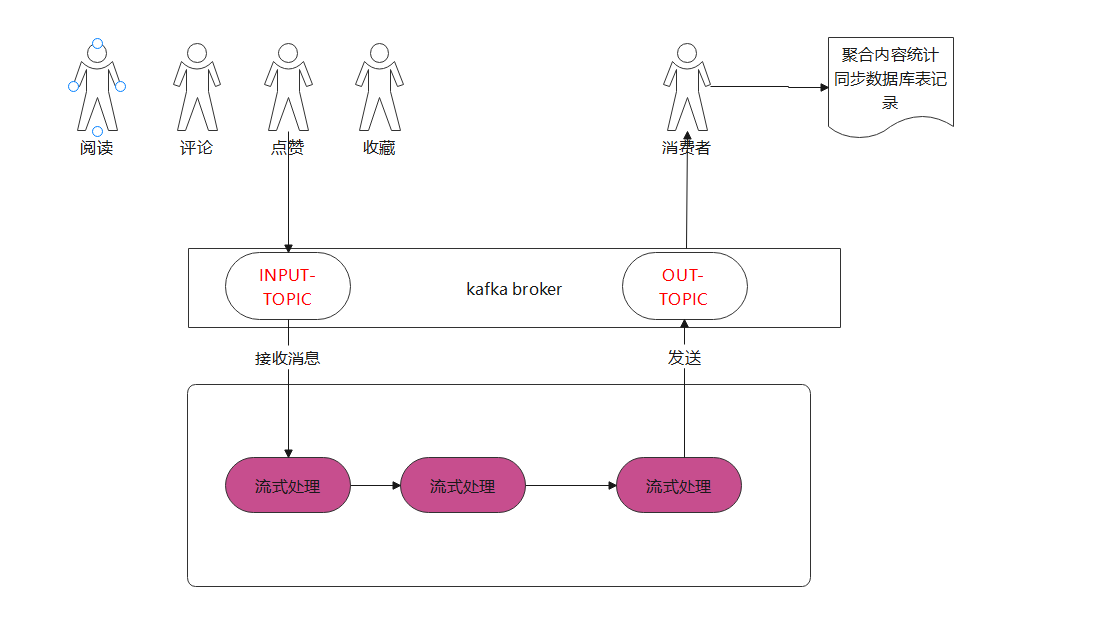 聚合内容统计
同步数据库表记
录
阅读
评论
点赞
收藏
消费者
INPUT-
TOPIC
kafka broker
OUT-
TOPIC
接收消息
发送
流式处理
流式处理
流式处理